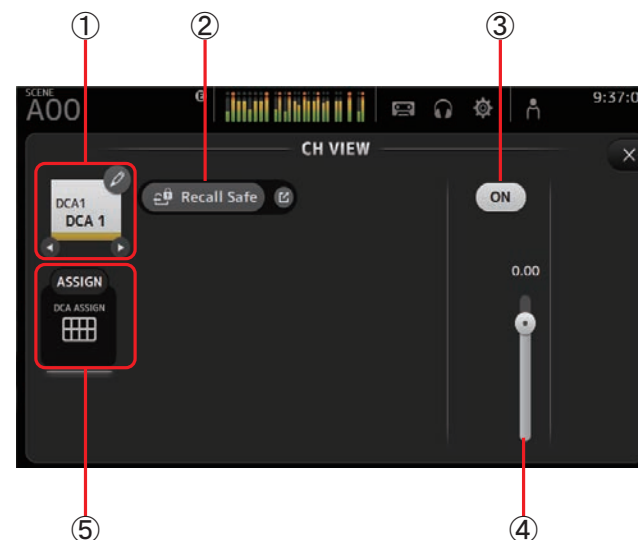 ① ② ③
SCENE
A00
9:37:0
CH VIEW
DCA1
DCA 1
Recall Safe
ON
ASSIGN
DCA ASSIGN
0.00
⑤ ④